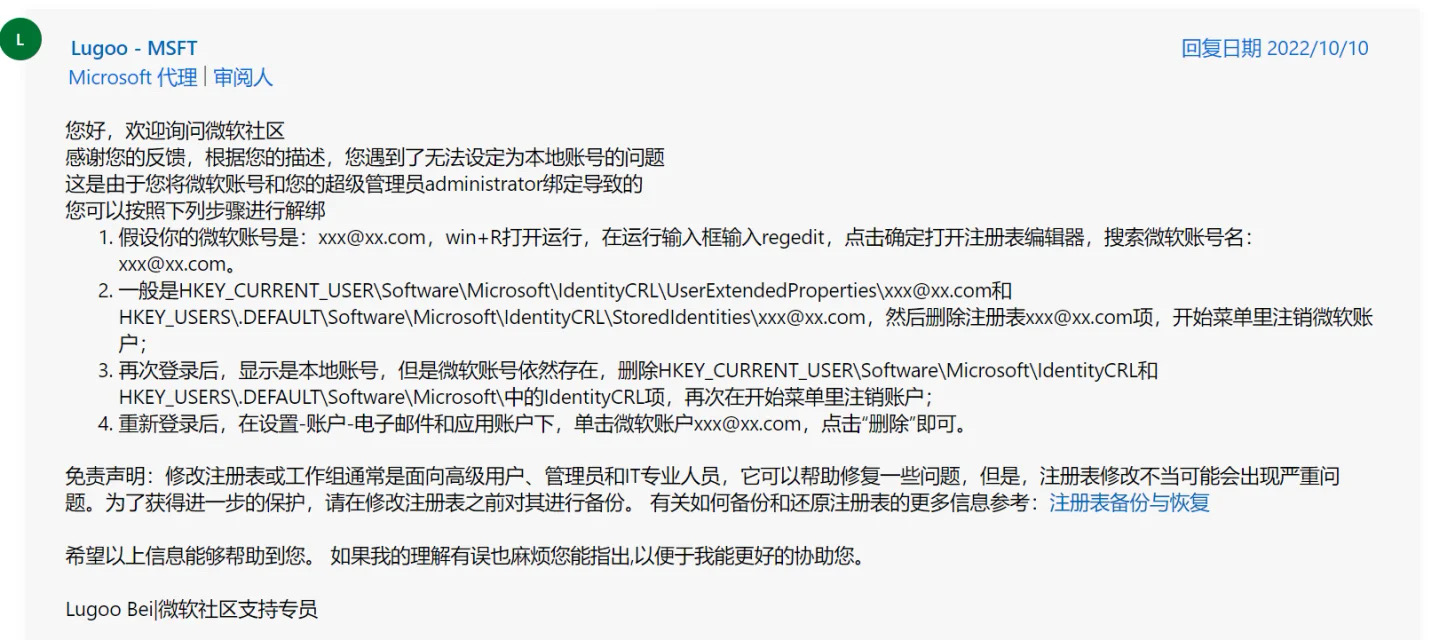 L
Lugoo - MSFT
回复日期 2022/10/10
Microsoft 代理 | 审阅人
您好，欢迎询问微软社区
感谢您的反馈，根据您的描述，您遇到了无法设定为本地账号的问题
这是由于您将微软账号和您的超级管理员administrator绑定导致的
您可以按照下列步骤进行解绑
1. 假设你的微软账号是：xxx@xx.com，win+R打开运行，在运行输入框输入regedit，点击确定打开注册表编辑器，搜索微软账号名：
xxx@xx.com。
2. 一般是HKEY_CURRENT_USER\Software\Microsoft\IdentityCRL\UserExtendedProperties\xxx@xx.com和
HKEY_USERS\.DEFAULT\Software\Microsoft\IdentityCRL\StoredIdentities\xxx@xx.com，然后删除注册表xxx@xx.com项，开始菜单里注销微软账
户；
3. 再次登录后，显示是本地账号，但是微软账号依然存在，删除HKEY_CURRENT_USER\Software\Microsoft\IdentityCRL和
HKEY_USERS\.DEFAULT\Software\Microsoft\中的IdentityCRL项，再次在开始菜单里注销账户；
4. 重新登录后，在设置-账户-电子邮件和应用账户下，单击微软账户xxx@xx.com，点击“删除”即可。
免责声明：修改注册表或工作组通常是面向高级用户、管理员和IT专业人员，它可以帮助修复一些问题，但是，注册表修改不当可能会出现严重问
题。为了获得进一步的保护，请在修改注册表之前对其进行备份。 有关如何备份和还原注册表的更多信息参考：注册表备份与恢复
希望以上信息能够帮助到您。 如果我的理解有误也麻烦您能指出,以便于我能更好的协助您。
Lugoo Bei|微软社区支持专员